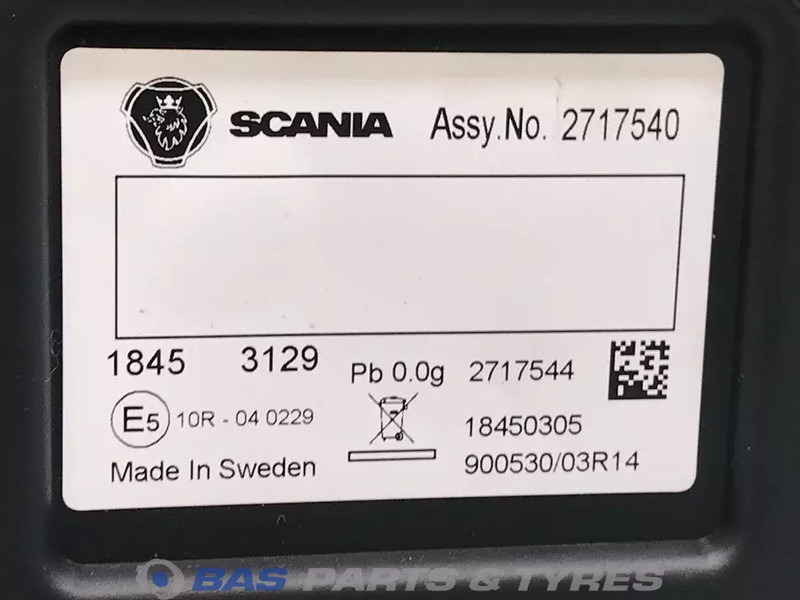 SCANIA Assy.No. 2717540
1845 3129 Pb 0.0g 2717544
E5 10R - 04 0229 18450305
Made In Sweden 900530/03R14
BAS PARTS & TYRES